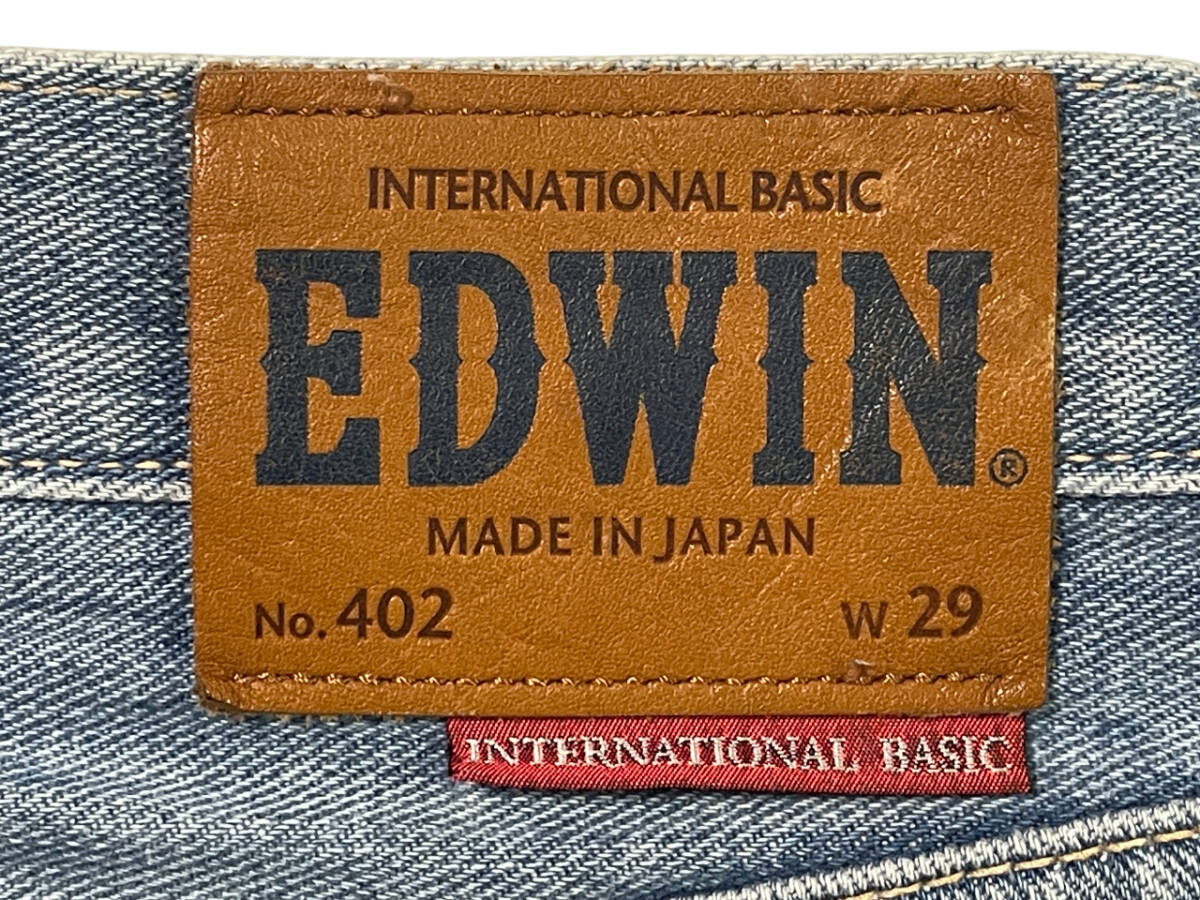 INTERNATIONAL BASIC
EDWIN®
MADE IN JAPAN
No. 402 W 29
INTERNATIONAL BASIC